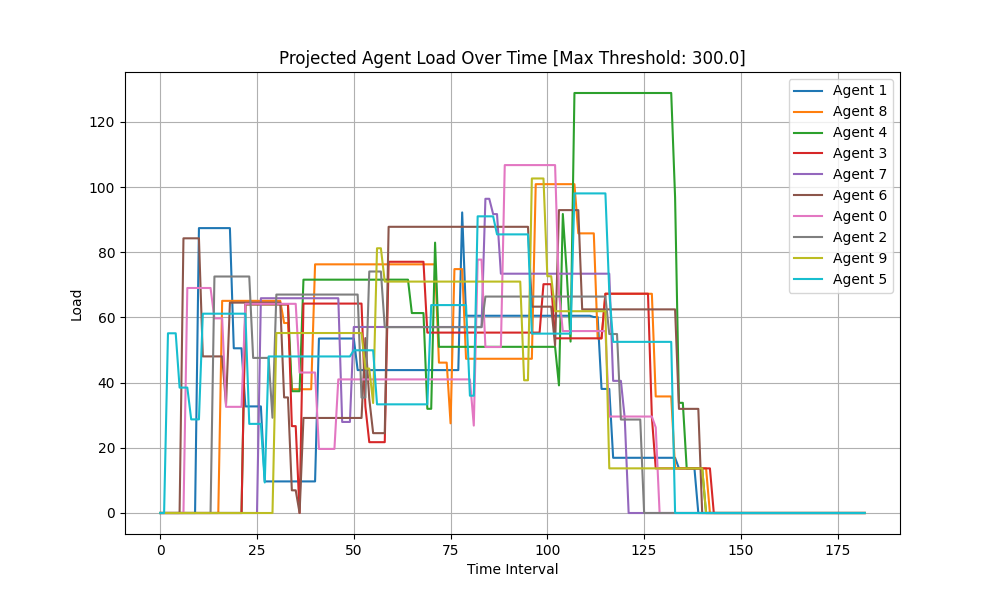 Projected Agent Load Over Time [Max Threshold: 300.0]
Load
120
100
80
60
40
20
0
0
25
50
75
100
125
150
175
Time Interval
Agent 1
Agent 8
Agent 4
Agent 3
Agent 7
Agent 6
Agent 0
Agent 2
Agent 9
Agent 5